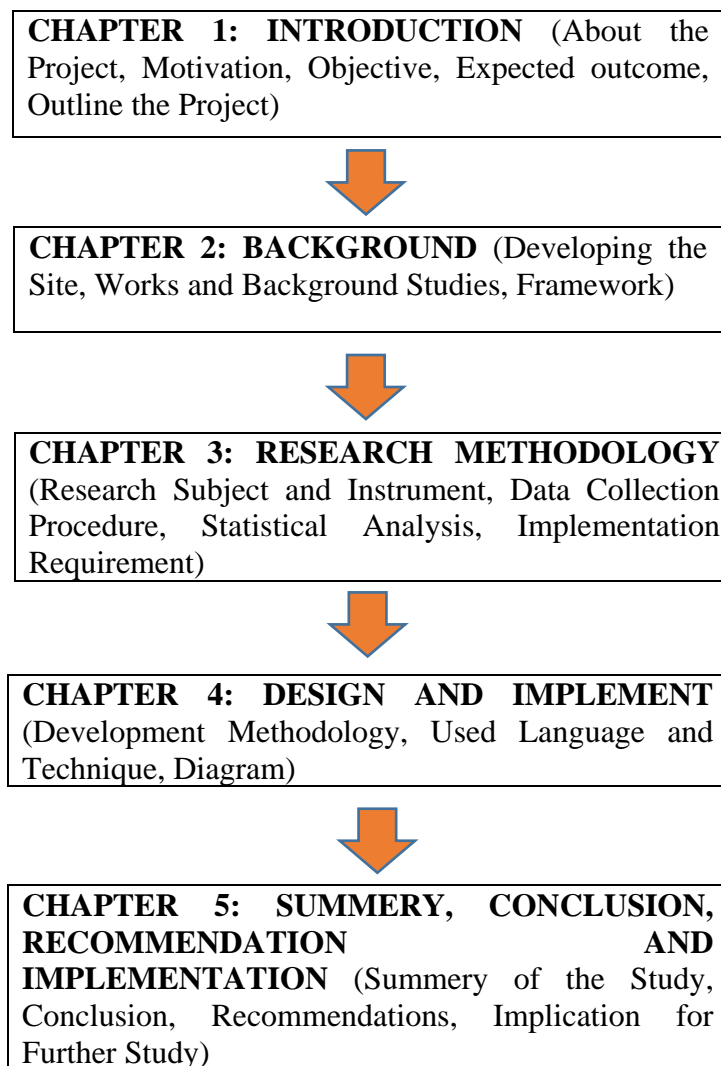 CHAPTER 1: INTRODUCTION (About the
Project, Motivation, Objective, Expected outcome,
Outline the Project)
CHAPTER 2: BACKGROUND (Developing the
Site, Works and Background Studies, Framework)
CHAPTER 3: RESEARCH METHODOLOGY
(Research Subject and Instrument, Data Collection
Procedure, Statistical Analysis, Implementation
Requirement)
CHAPTER 4: DESIGN AND IMPLEMENT
(Development Methodology, Used Language and
Technique, Diagram)
CHAPTER 5: SUMMERY, CONCLUSION,
RECOMMENDATION AND
IMPLEMENTATION (Summery of the Study,
Conclusion, Recommendations, Implication for
Further Study)